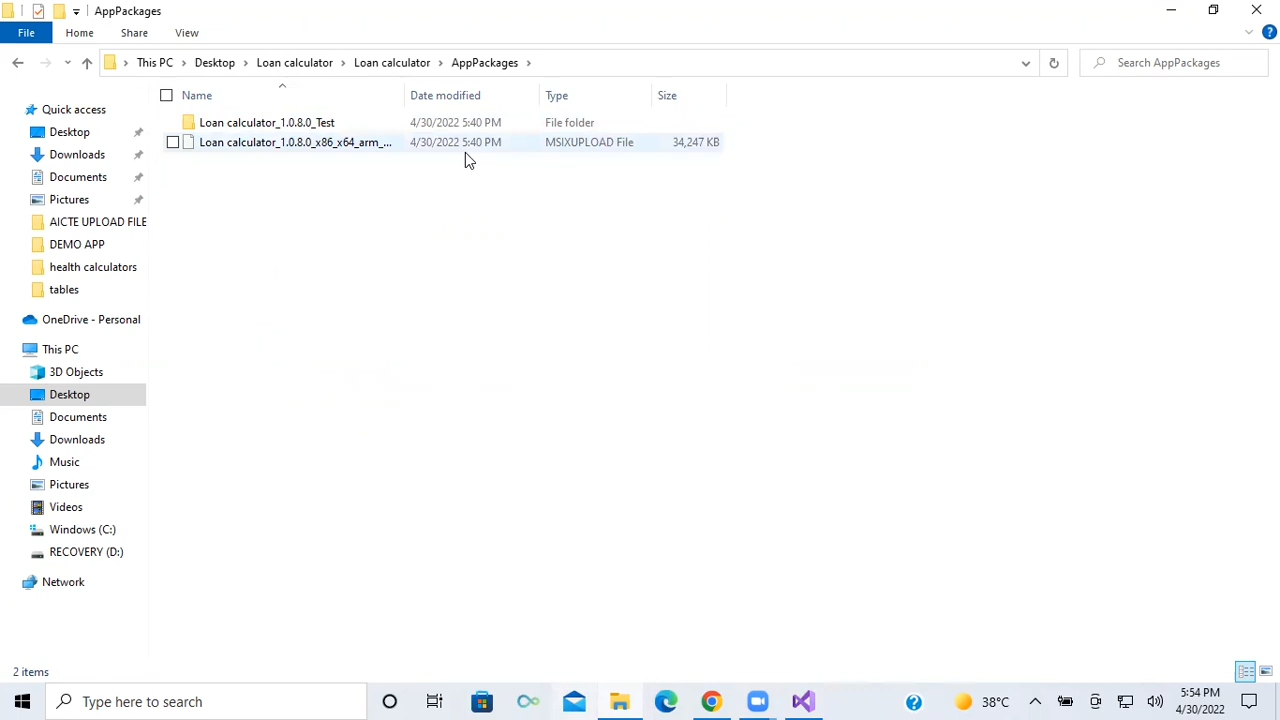 AppPackages
File Home Share View
This PC Desktop Loan calculator Loan calculator AppPackages Search AppPackages
Name Date modified Type Size
Loan calculator_1.0.8.0_Test 4/30/2022 5:40 PM File folder
Loan calculator_1.0.8.0_x86_x64_arm_... 4/30/2022 5:40 PM MSIXUPLOAD File 34,247 KB
Quick access
Desktop
Downloads
Documents
Pictures
AICTE UPLOAD FILE
DEMO APP
health calculators
tables
OneDrive - Personal
This PC
3D Objects
Desktop
Documents
Downloads
Music
Pictures
Videos
Windows (C:)
RECOVERY (D:)
Network
2 items
Type here to search
38°C
5:54 PM
4/30/2022